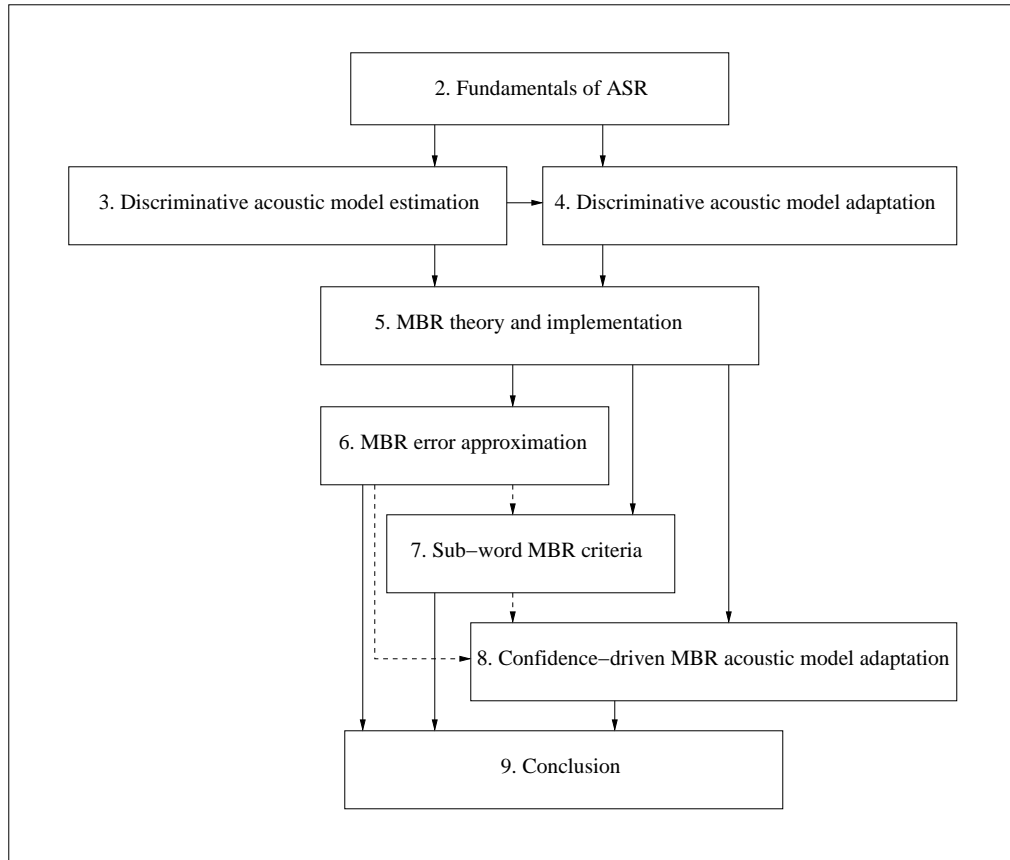 2. Fundamentals of ASR
3. Discriminative acoustic model estimation
4. Discriminative acoustic model adaptation
5. MBR theory and implementation
6. MBR error approximation
7. Sub−word MBR criteria
8. Confidence−driven MBR acoustic model adaptation
9. Conclusion